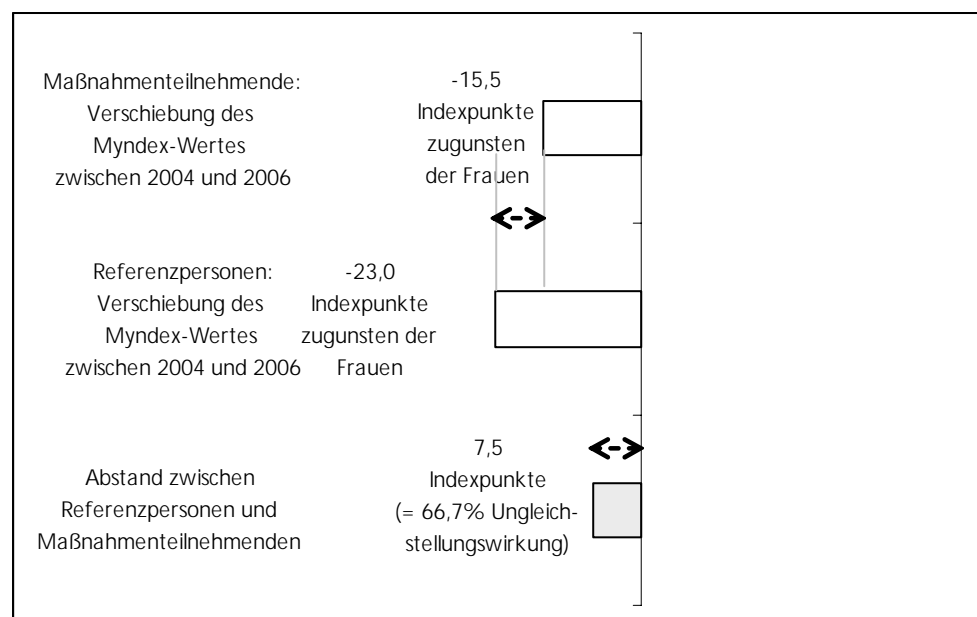 Maßnahmenteilnehmende:
Verschiebung des
Myndex-Wertes
zwischen 2004 und 2006
-15,5
Indexpunkte
zugunsten
der Frauen
Referenzpersonen:
Verschiebung des
Myndex-Wertes
zwischen 2004 und 2006
-23,0
Indexpunkte
zugunsten der
Frauen
Abstand zwischen
Referenzpersonen und
Maßnahmenteilnehmenden
7,5
Indexpunkte
(= 66,7% Ungleich-
stellungswirkung)